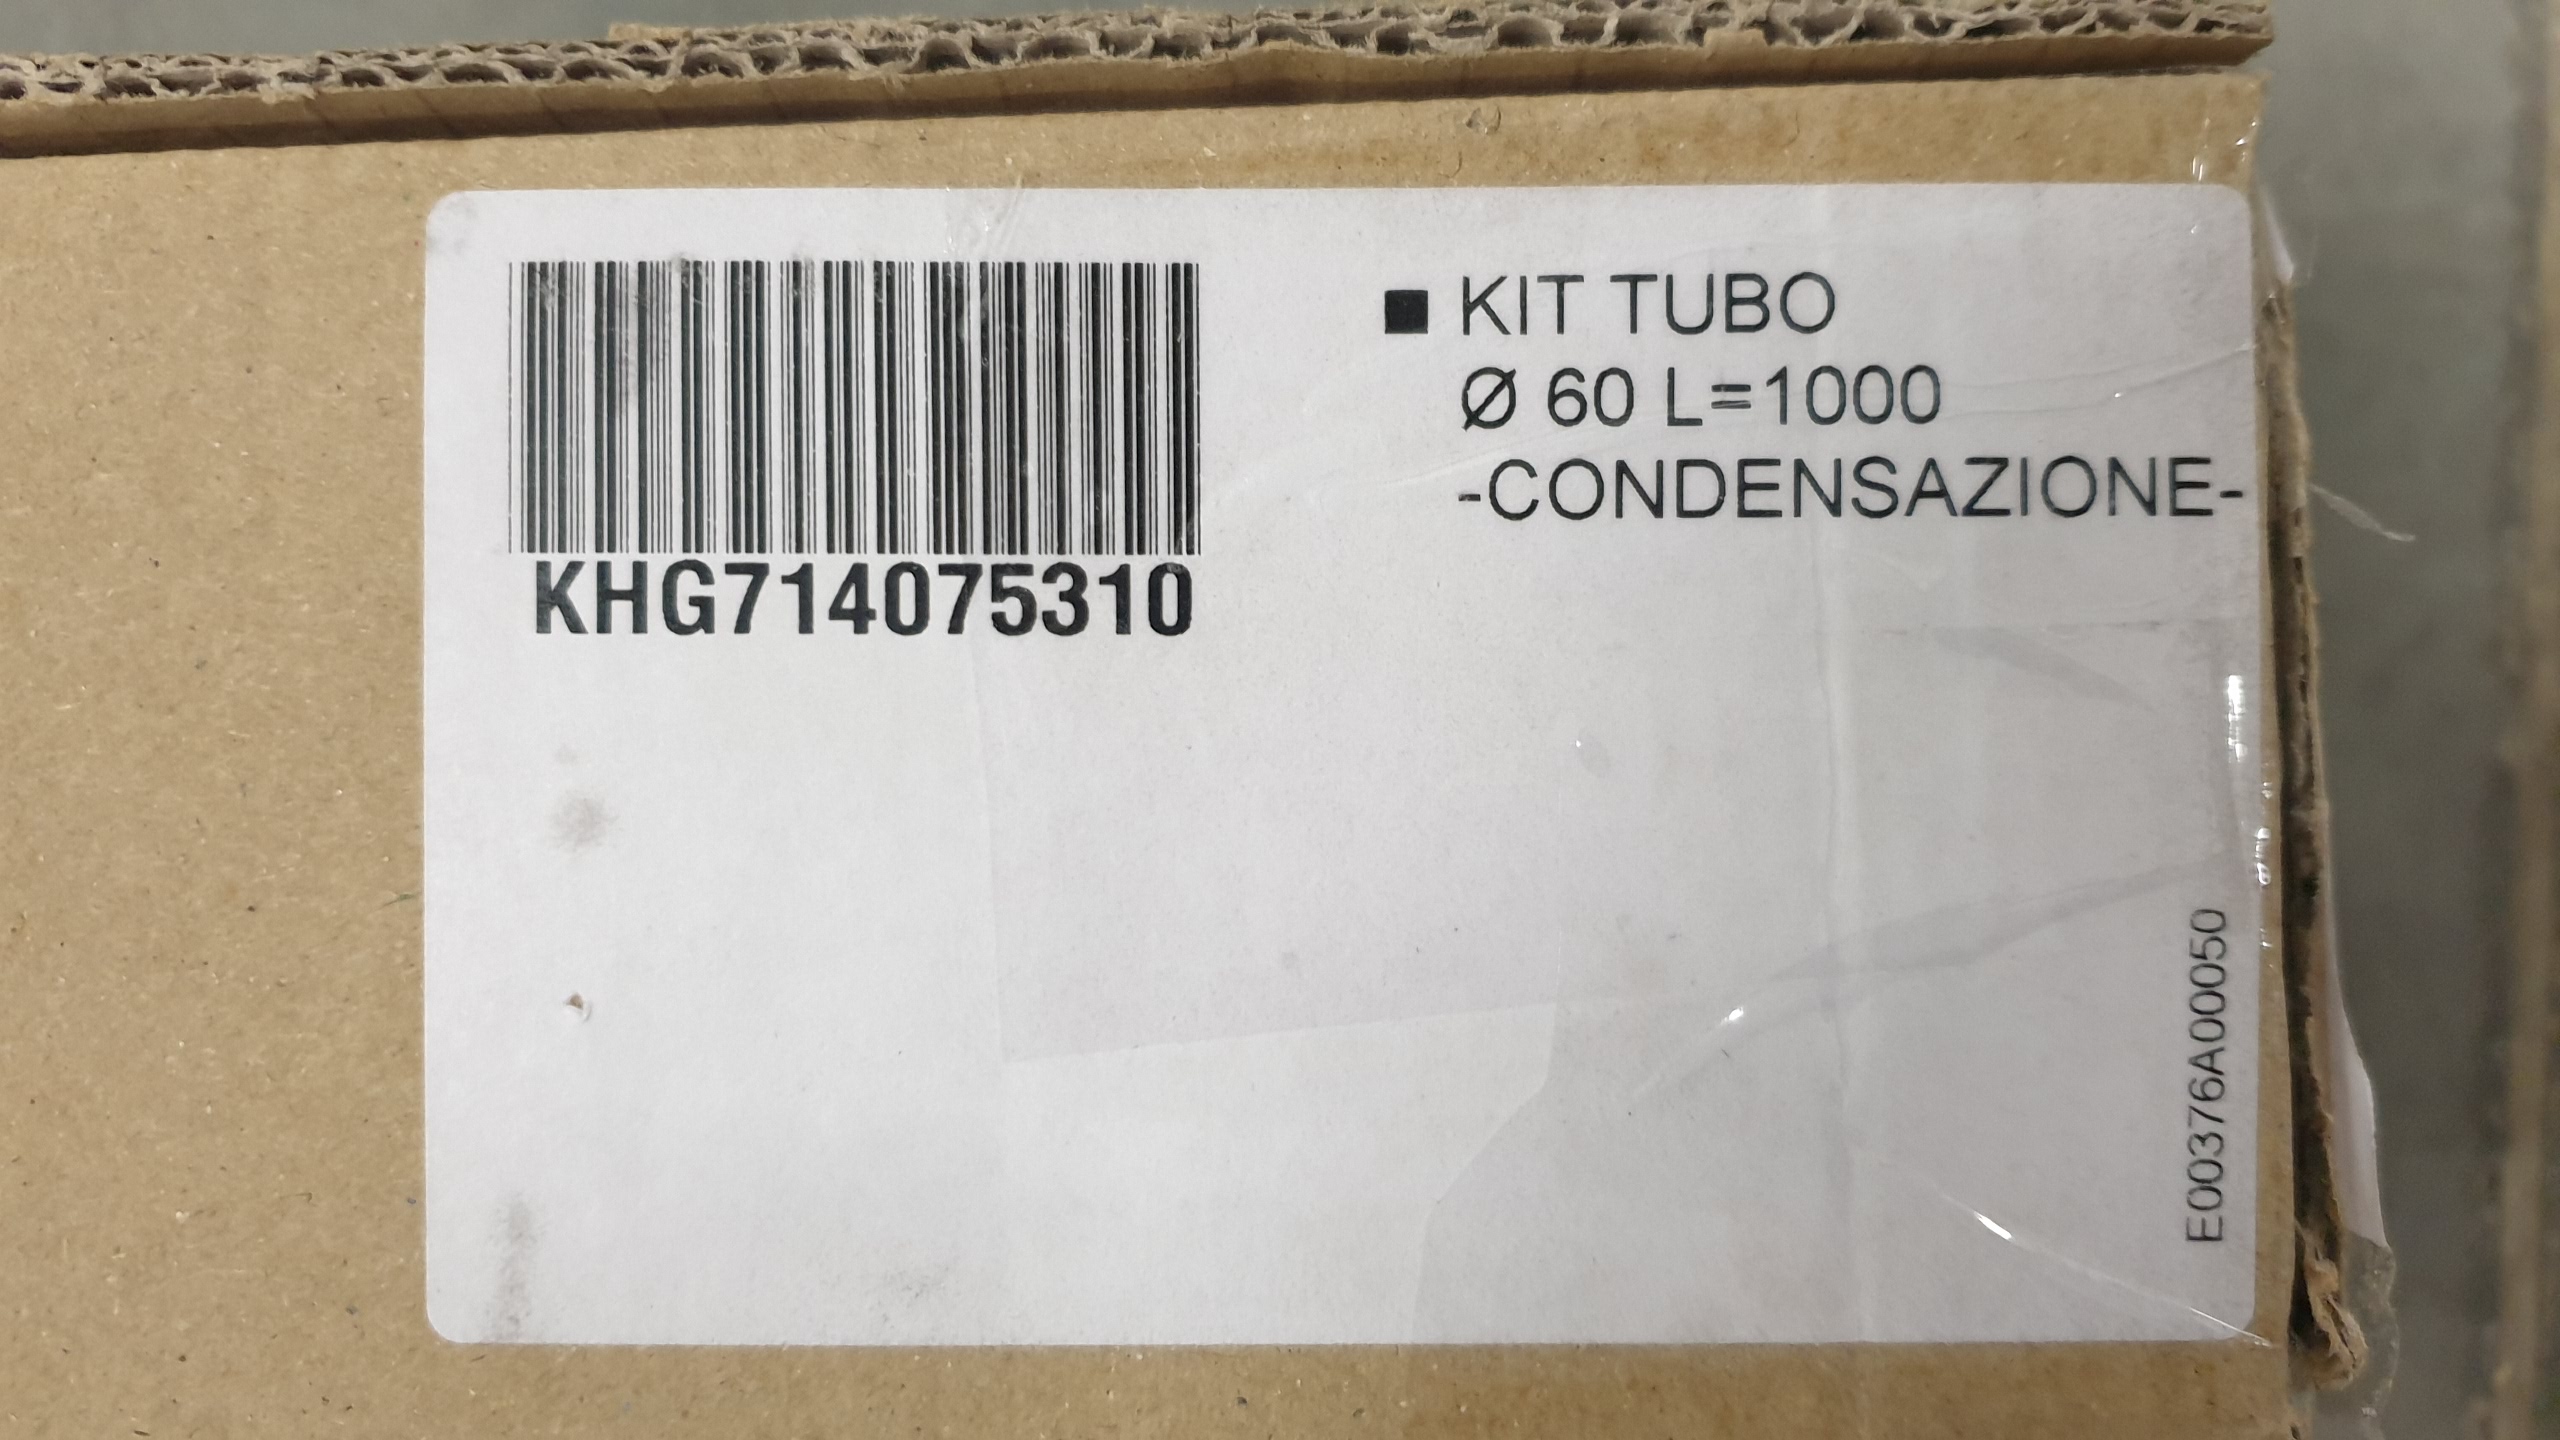 KHG714075310
■ KIT TUBO
Ø 60 L=1000
-CONDENSAZIONE-
E00376A00050